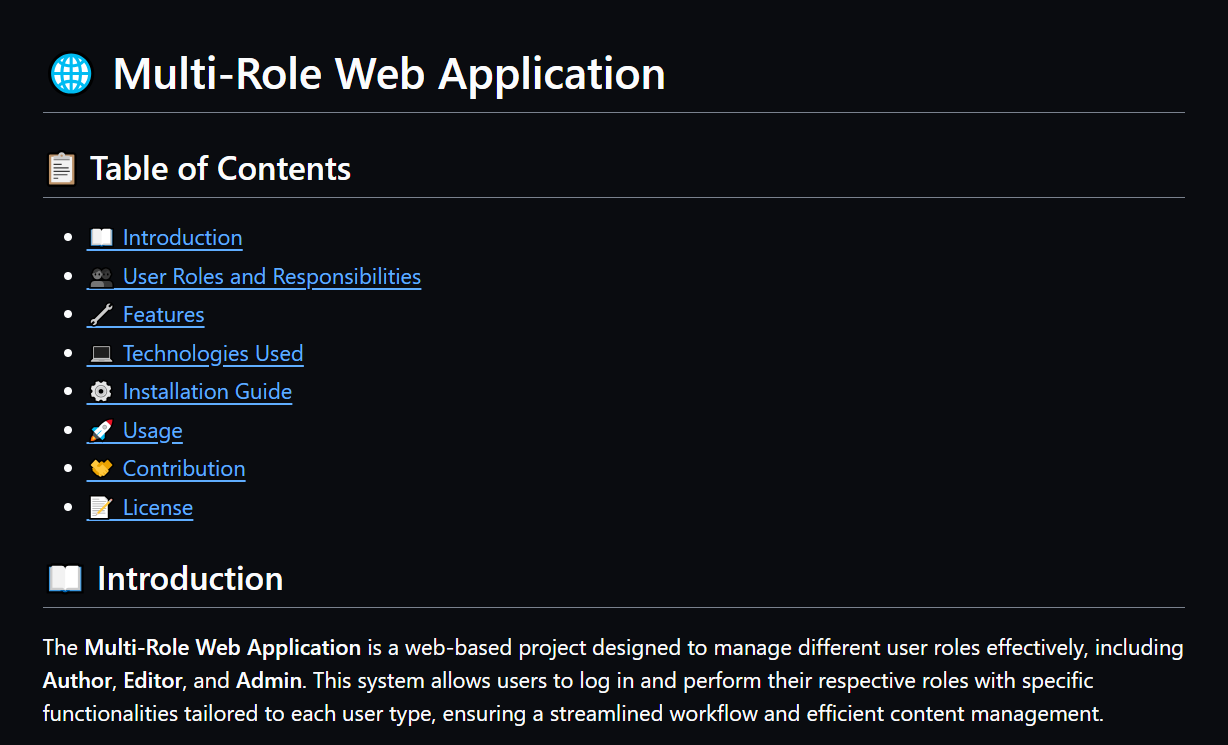 🌐 Multi-Role Web Application
📋 Table of Contents
• 📖 Introduction
• 👥 User Roles and Responsibilities
• 🔧 Features
• 💻 Technologies Used
• ⚙️ Installation Guide
• 🚀 Usage
• 🤝 Contribution
• 📝 License
📖 Introduction
The Multi-Role Web Application is a web-based project designed to manage different user roles effectively, including
Author, Editor, and Admin. This system allows users to log in and perform their respective roles with specific
functionalities tailored to each user type, ensuring a streamlined workflow and efficient content management.